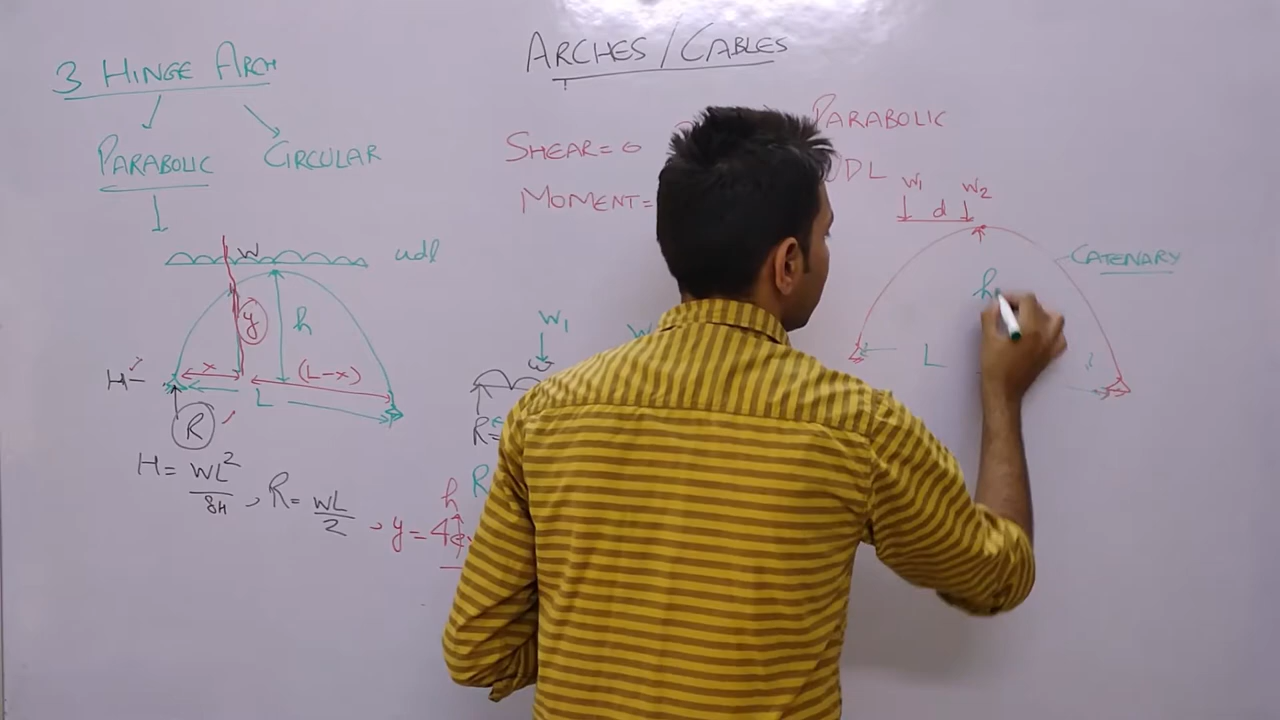 ARCHES/CABLES
3 HINGE ARCH
PARABOLIC CIRCULAR
W udl
y h
x (L-x)
H
L
R
H = WL²/8H , R = WL/2 , y = 4
h
SHEAR=0
MOMENT=
PARABOLIC
UDL
W1
R=
R
W1 W2
d
CATENARY
h
L